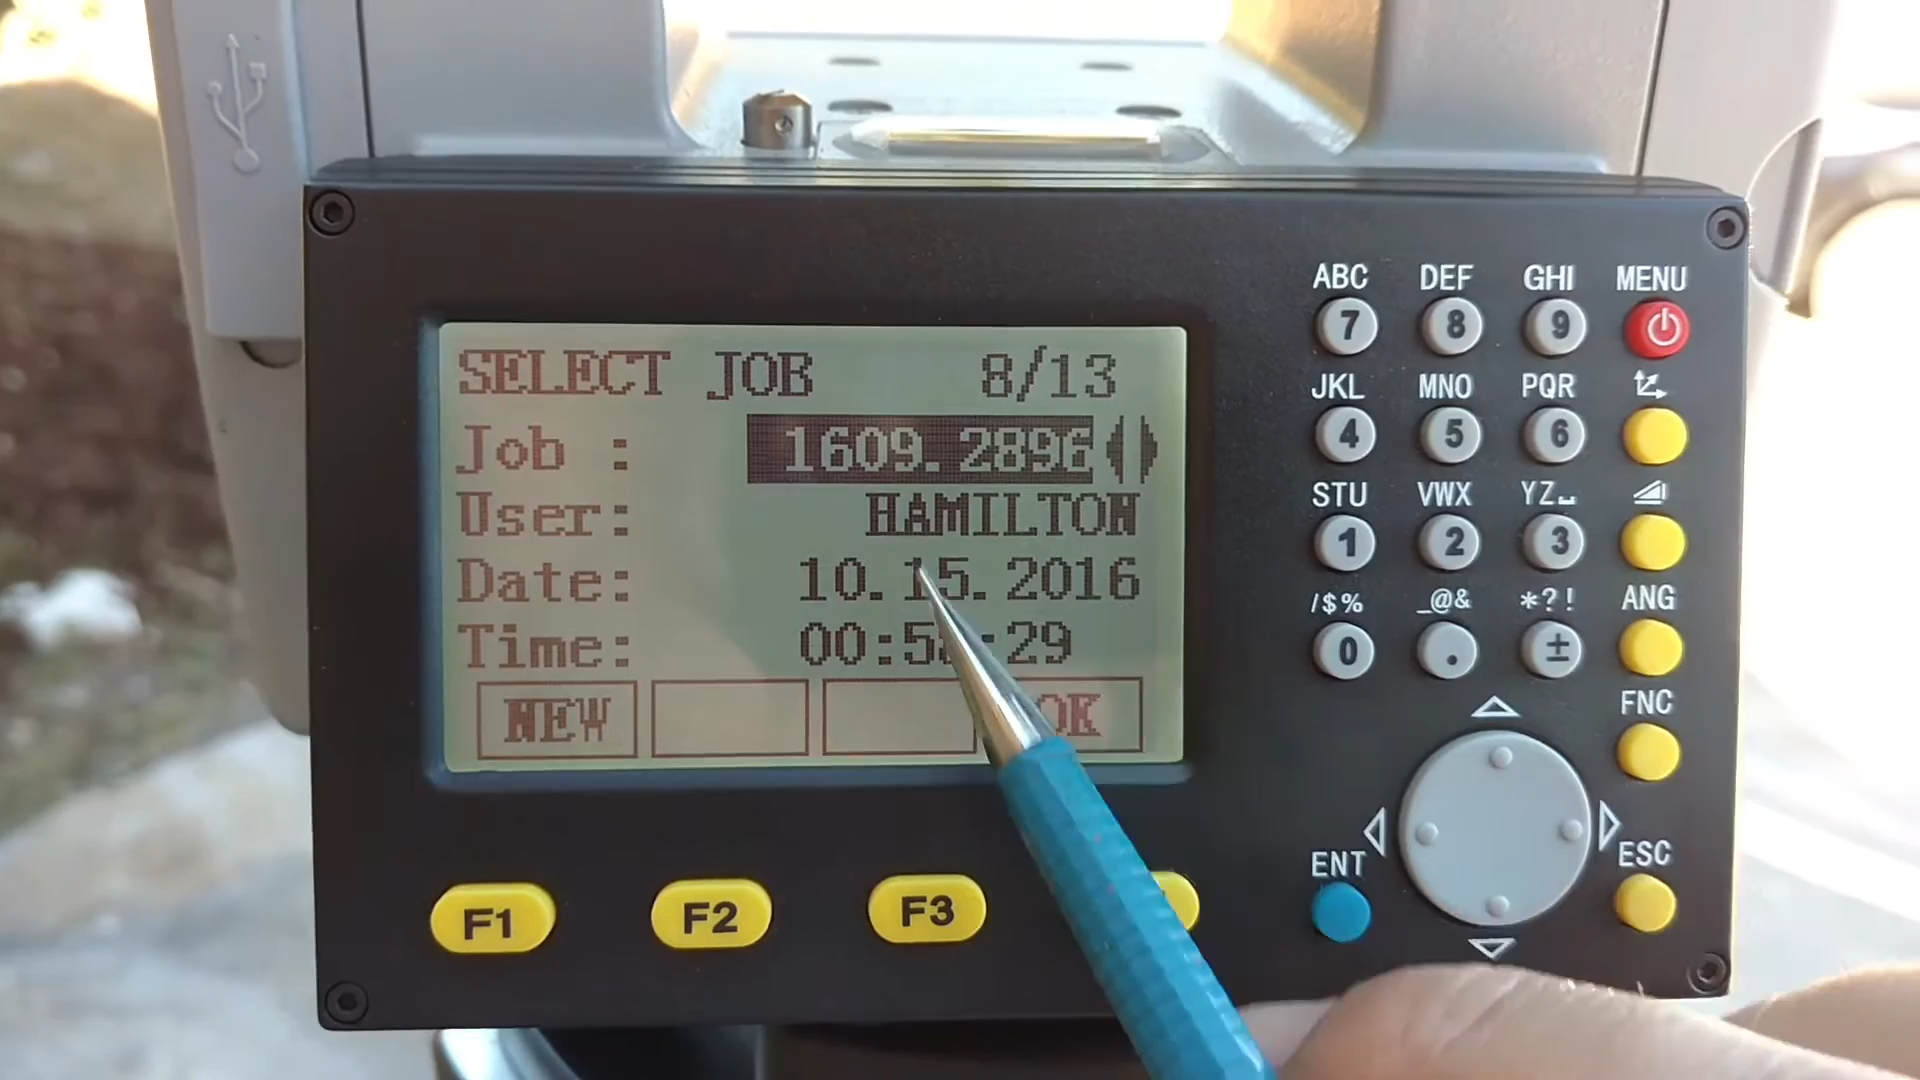 SELECT JOB 8/13
Job : 1609.2896
User: HAMILTON
Date: 10.15.2016
Time: :29
NEW OK
F1 F2 F3
ABC DEF GHI MENU
7 8 9
JKL MNO PQR
4 5 6
STU VWX YZ␣
1 2 3
/$% _@& *?! ANG
0 . ±
FNC
ENT ESC